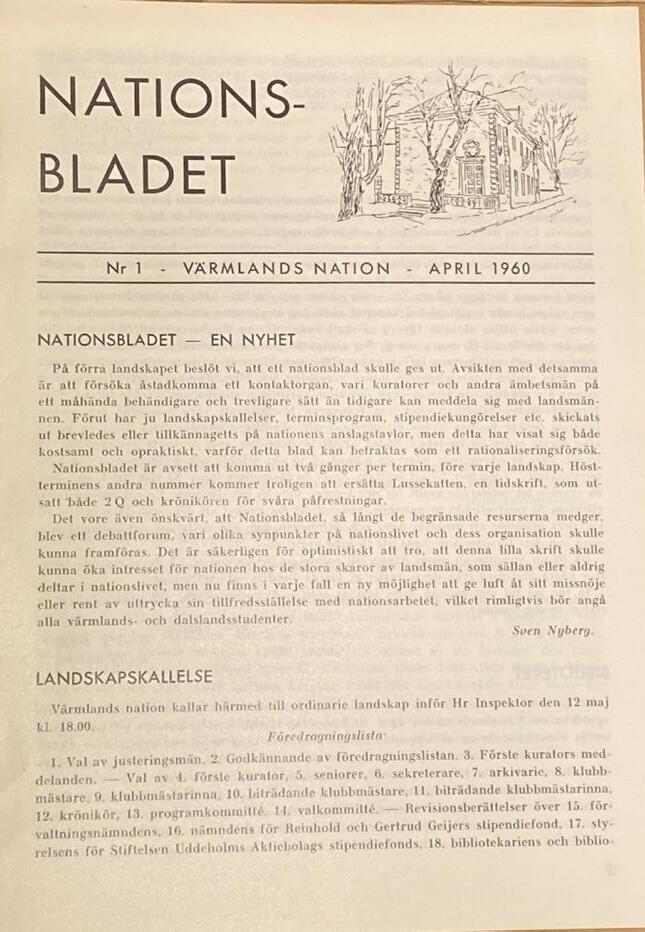 NATIONS-
BLADET
Nr 1 - VÄRMLANDS NATION - APRIL 1960
NATIONSBLADET — EN NYHET
På förra landskapet beslöt vi, att ett nationsblad skulle ges ut. Avsikten med detsamma
är att försöka åstadkomma ett kontaktorgan, vari kuratorer och andra ämbetsmän på
ett måhända behändigare och trevligare sätt än tidigare kan meddela sig med landsmän-
nen. Förut har ju landskapskallelser, terminsprogram, stipendiekungörelser etc. skickats
ut brevledes eller tillkännagetts på nationens anslagstavlor, men detta har visat sig både
kostsamt och opraktiskt, varför detta blad kan betraktas som ett rationaliseringsförsök.
Nationsbladet är avsett att komma ut två gånger per termin, före varje landskap. Höst-
terminens andra nummer kommer troligen att ersätta Lussekatten, en tidskrift, som ut-
satt både 2 Q och krönikören för svåra påfrestningar.
Det vore även önskvärt, att Nationsbladet, så långt de begränsade resurserna medger,
blev ett debattforum, vari olika synpunkter på nationslivet och dess organisation skulle
kunna framföras. Det är säkerligen för optimistiskt att tro, att denna lilla skrift skulle
kunna öka intresset för nationen hos de stora skaror av landsmän, som sällan eller aldrig
deltar i nationslivet, men nu finns i varje fall en ny möjlighet att ge luft åt sitt missnöje
eller rent av uttrycka sin tillfredsställelse med nationsarbetet, vilket rimligtvis bör angå
alla värmlands- och dalslandsstudenter.
Sven Nyberg.
LANDSKAPSKALLELSE
Värmlands nation kallar härmed till ordinarie landskap inför Hr Inspektor den 12 maj
kl. 18.00.
Föredragningslista
1. Val av justeringsmän. 2. Godkännande av föredragningslistan. 3. Förste kurators med-
delanden. — Val av 4. förste kurator, 5. seniorer, 6. sekreterare, 7. arkivarie, 8. klubb-
mästare, 9. klubbmästarinna, 10. biträdande klubbmästare, 11. biträdande klubbmästarinna,
12. krönikör, 13. programkommitté, 14. valkommitté. — Revisionsberättelser över 15. för-
valtningsnämndens, 16. nämndens för Reinhold och Gertrud Geijers stipendiefond, 17. sty-
relsens för Stiftelsen Uddeholms Aktiebolags stipendiefonds, 18. bibliotekariens och biblio-